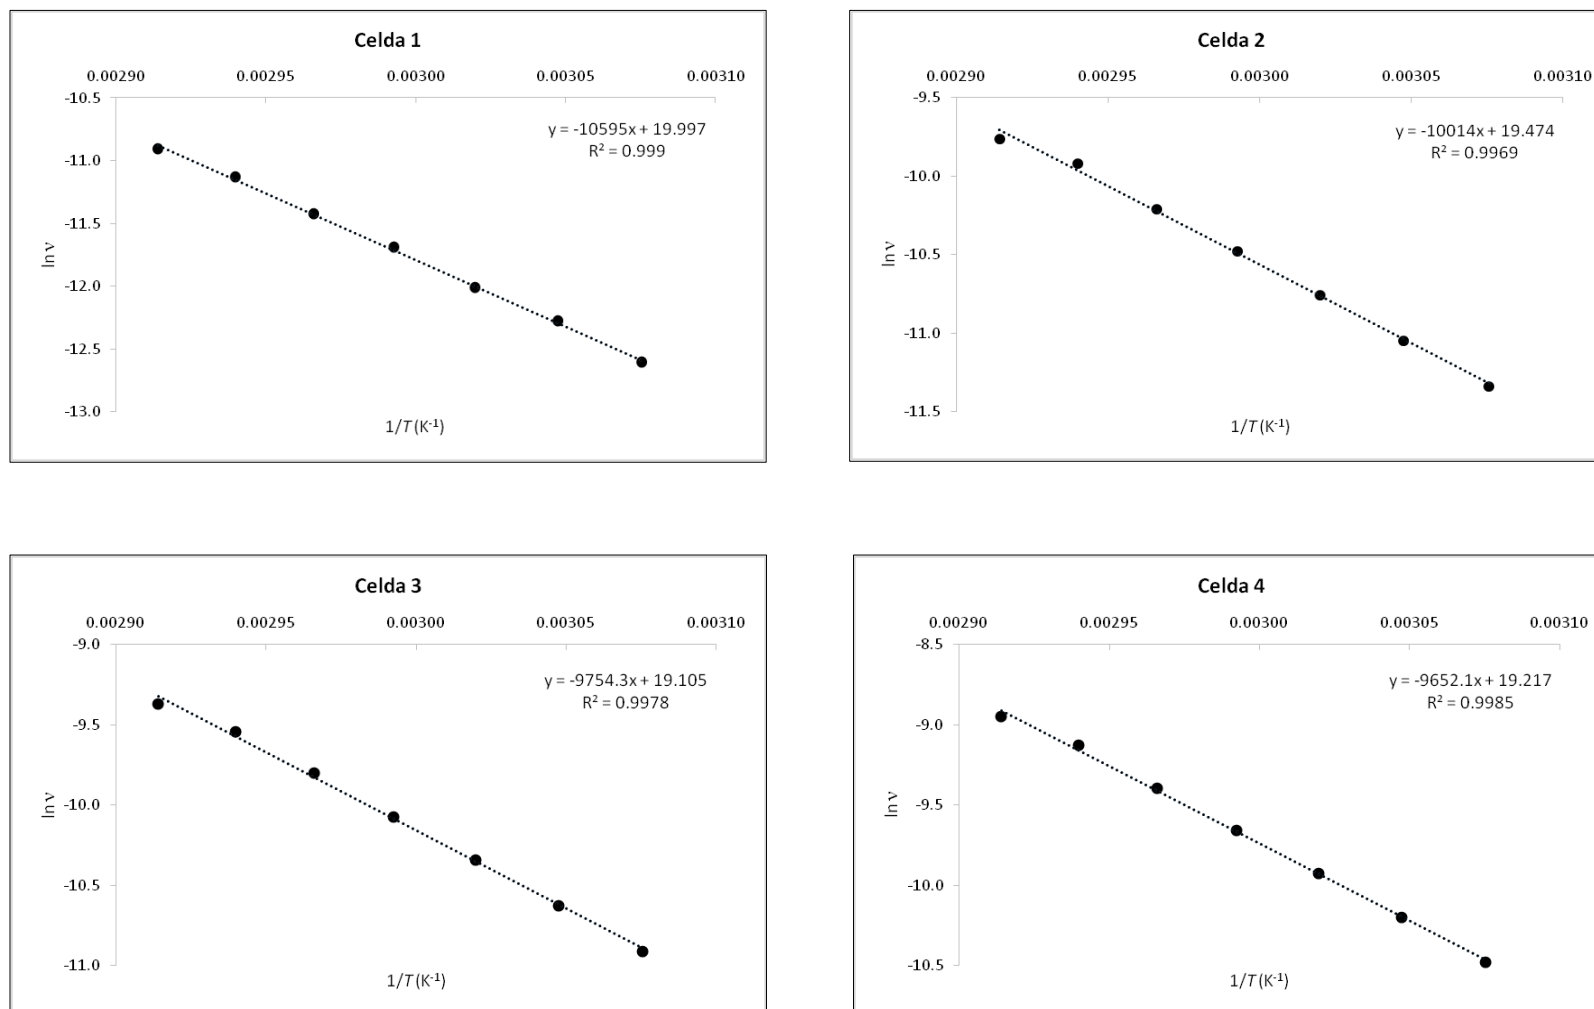 Celda 1
0.00290 0.00295 0.00300 0.00305 0.00310
-10.5
y = -10595x + 19.997
R² = 0.999
-11.0
-11.5
ln ν
-12.0
-12.5
-13.0
1/T (K⁻¹)
Celda 2
0.00290 0.00295 0.00300 0.00305 0.00310
-9.5
y = -10014x + 19.474
R² = 0.9969
-10.0
-10.5
ln ν
-11.0
-11.5
1/T (K⁻¹)
Celda 3
0.00290 0.00295 0.00300 0.00305 0.00310
-9.0
y = -9754.3x + 19.105
R² = 0.9978
-9.5
-10.0
ln ν
-10.5
-11.0
1/T (K⁻¹)
Celda 4
0.00290 0.00295 0.00300 0.00305 0.00310
-8.5
y = -9652.1x + 19.217
R² = 0.9985
-9.0
-9.5
ln ν
-10.0
-10.5
1/T (K⁻¹)